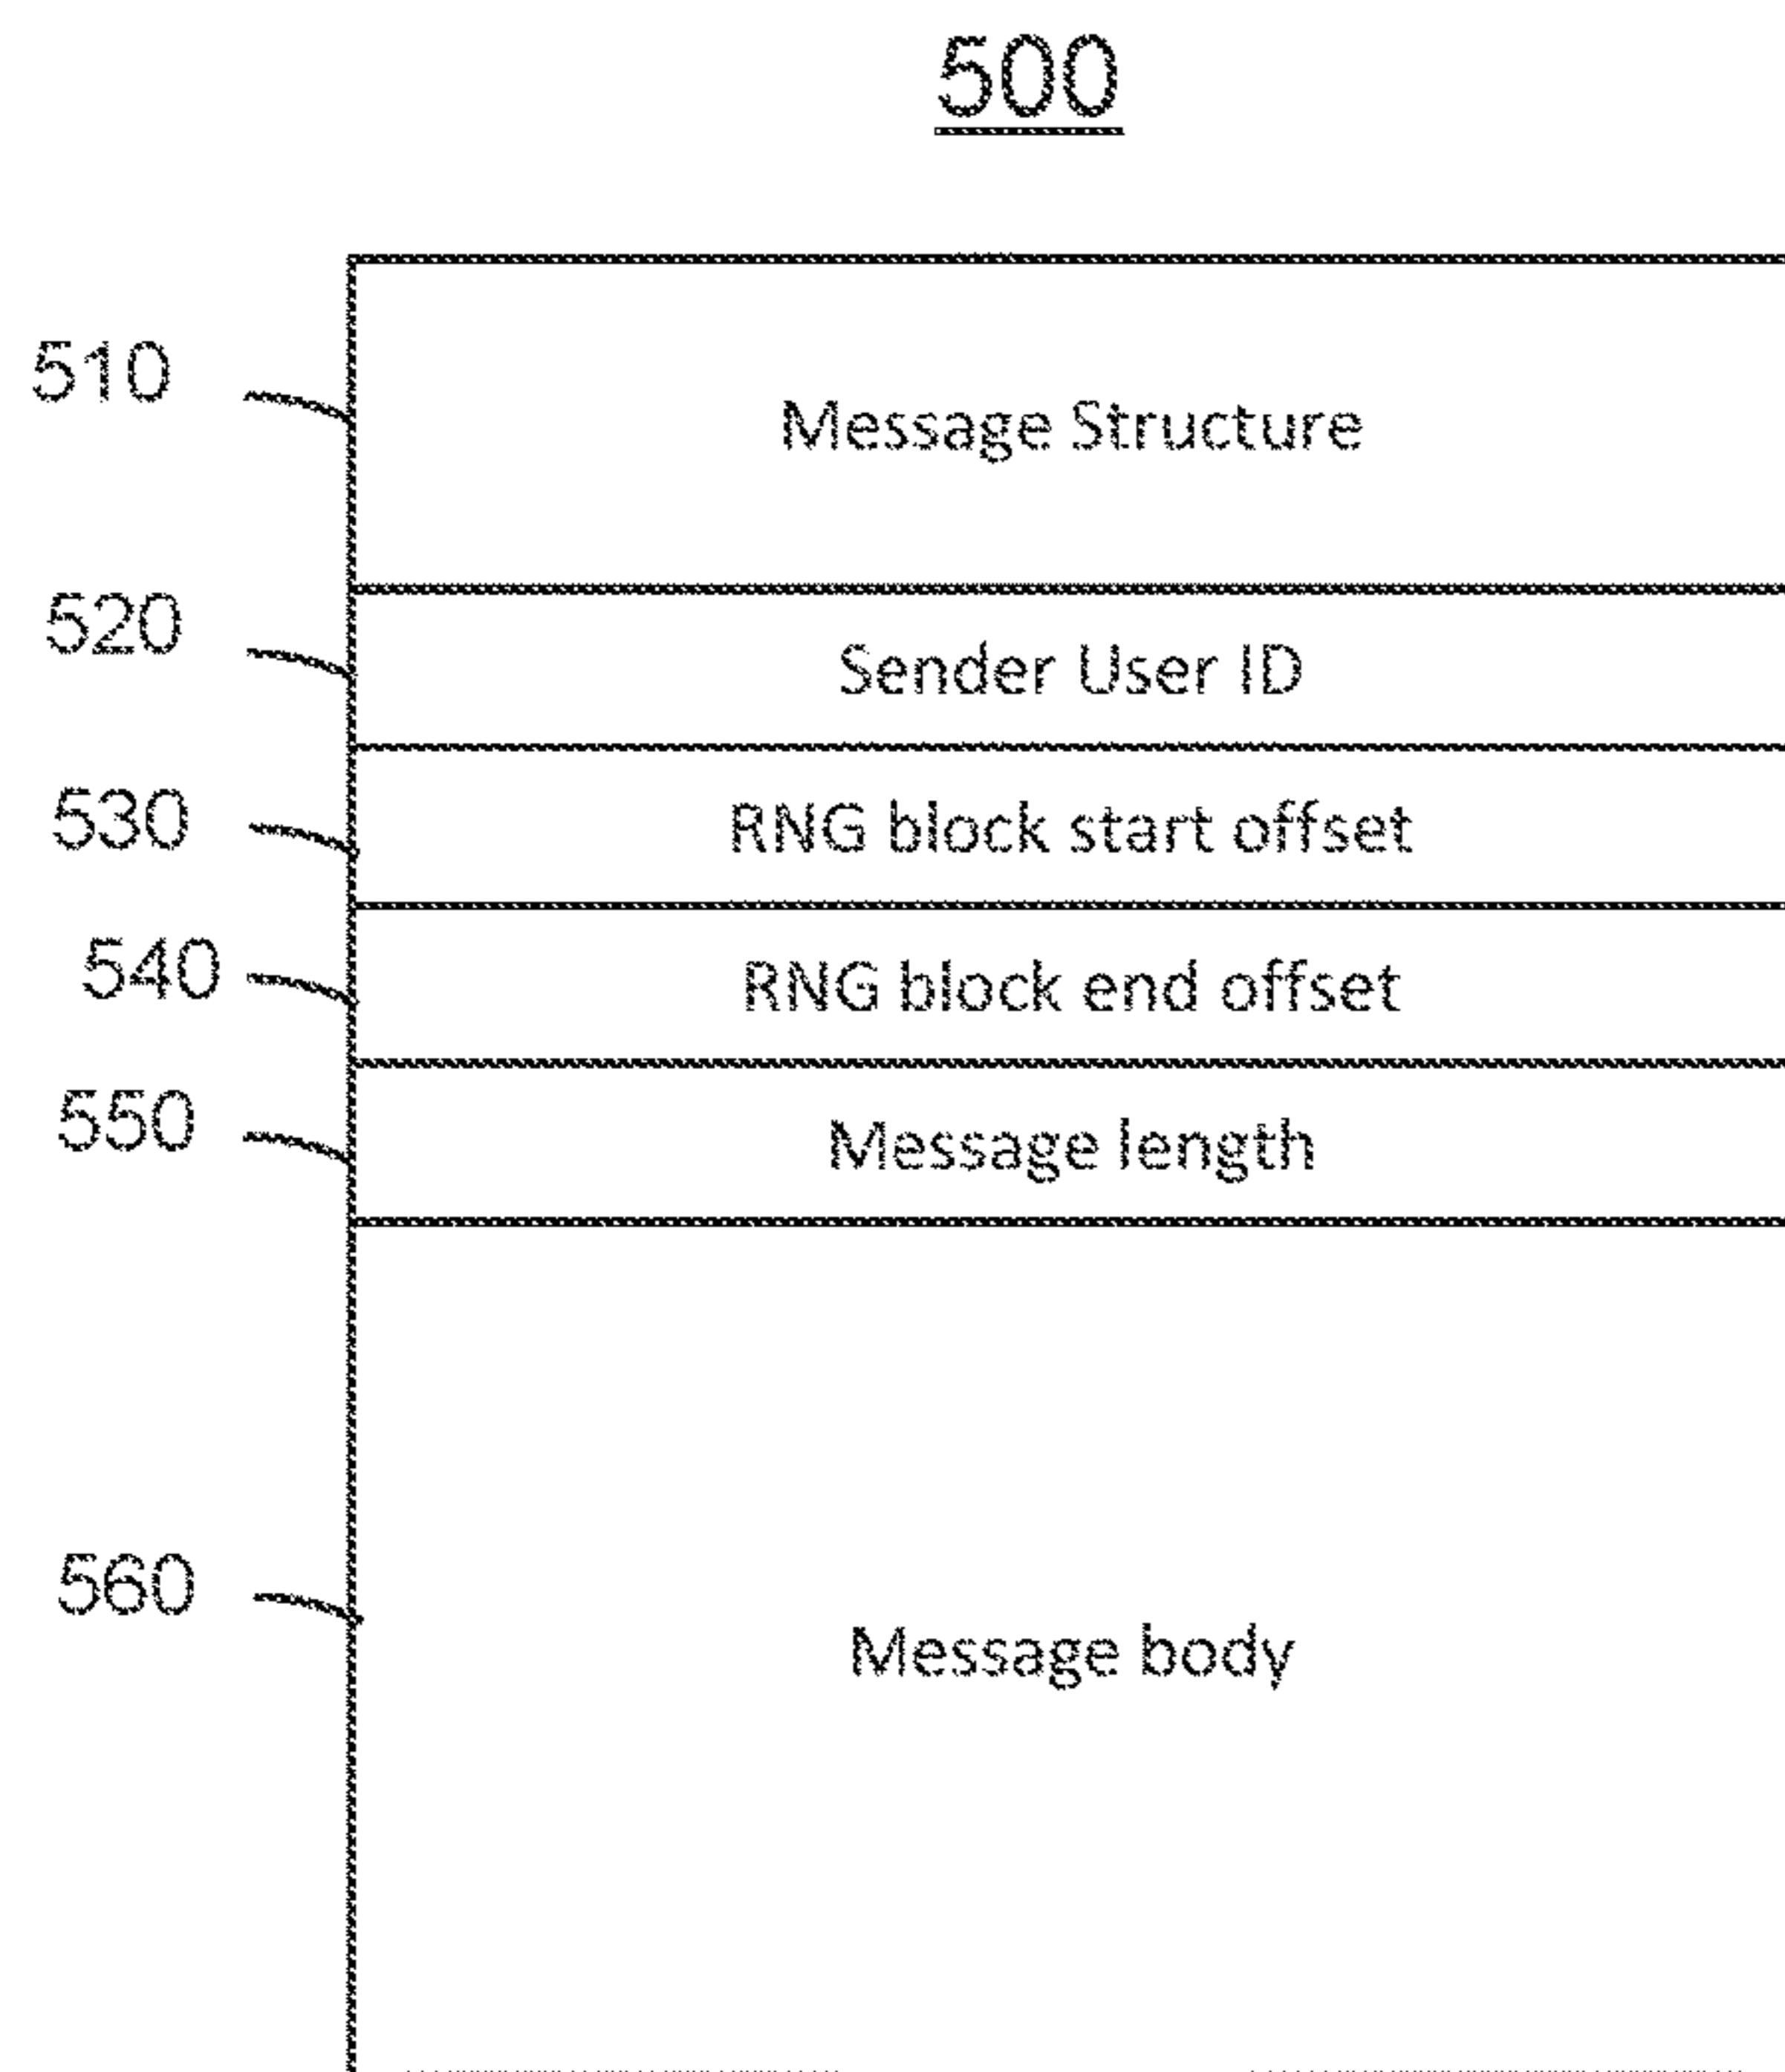 500
510
Message Structure
520
Sender User ID
530
RNG block start offset
540
RNG block end offset
550
Message length
560
Message body